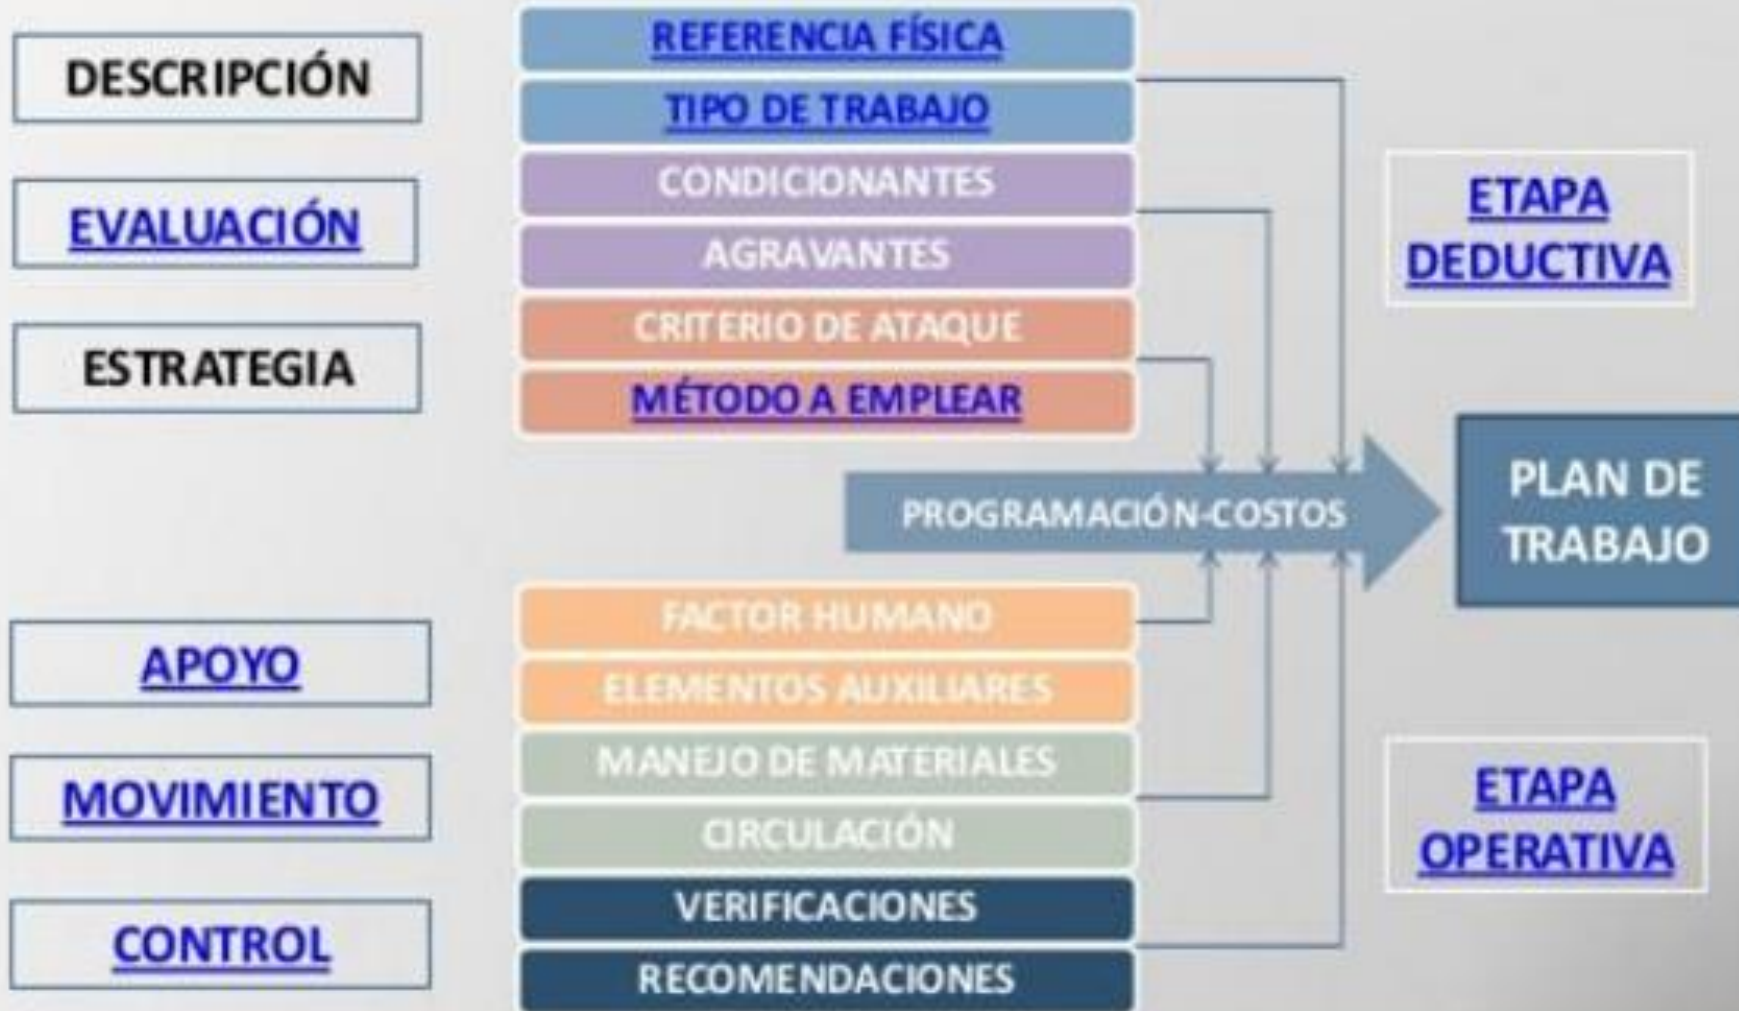 DESCRIPCIÓN
EVALUACIÓN
ESTRATEGIA
REFERENCIA FÍSICA
TIPO DE TRABAJO
CONDICIONANTES
AGRAVANTES
CRITERIO DE ATAQUE
MÉTODO A EMPLEAR
ETAPA
DEDUCTIVA
PROGRAMACIÓN-COSTOS
PLAN DE
TRABAJO
APOYO
MOVIMIENTO
CONTROL
FACTOR HUMANO
ELEMENTOS AUXILIARES
MANEJO DE MATERIALES
CIRCULACIÓN
VERIFICACIONES
RECOMENDACIONES
ETAPA
OPERATIVA